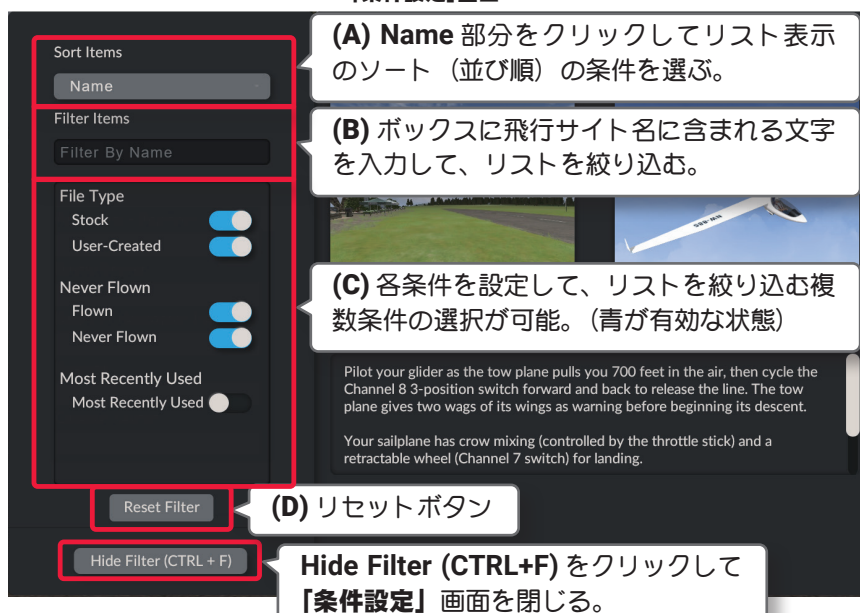 「条件設定」画面
Sort Items
Name
(A) Name 部分をクリックしてリスト表示
のソート（並び順）の条件を選ぶ。
Filter Items
Filter By Name
(B) ボックスに飛行サイト名に含まれる文字
を入力して、リストを絞り込む。
File Type
Stock
User-Created
Never Flown
Flown
Never Flown
Most Recently Used
Most Recently Used
(C) 各条件を設定して、リストを絞り込む複
数条件の選択が可能。（青が有効な状態）
Pilot your glider as the tow plane pulls you 700 feet in the air, then cycle the
Channel 8 3-position switch forward and back to release the line. The tow
plane gives two wags of its wings as warning before beginning its descent.
Your sailplane has crow mixing (controlled by the throttle stick) and a
retractable wheel (Channel 7 switch) for landing.
Reset Filter
(D) リセットボタン
Hide Filter (CTRL + F)
Hide Filter (CTRL+F) をクリックして
「条件設定」画面を閉じる。